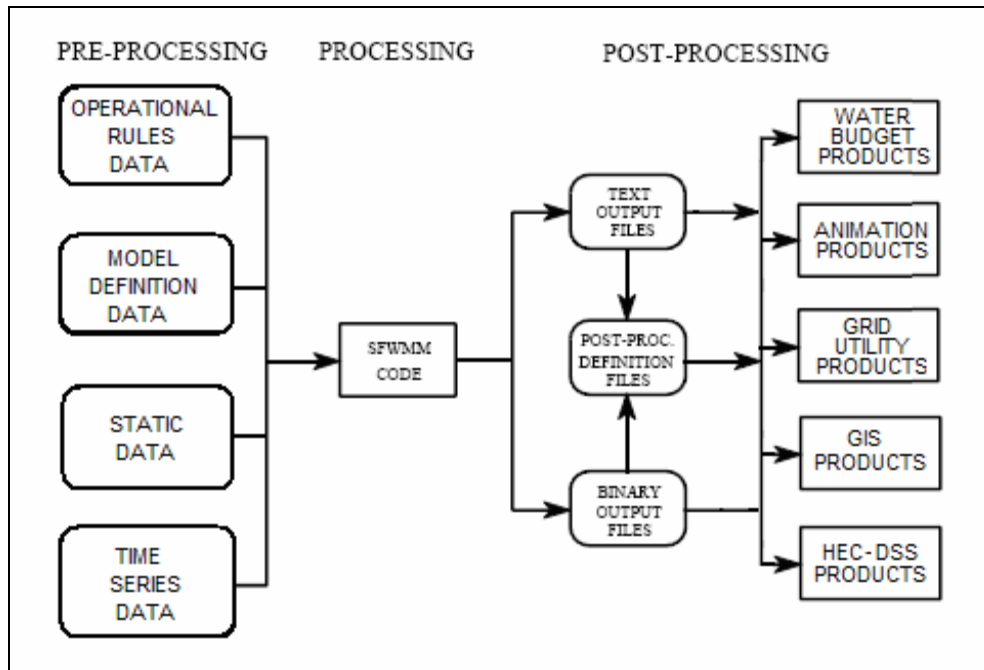 PRE-PROCESSING
PROCESSING
POST-PROCESSING
OPERATIONAL
RULES
DATA
MODEL
DEFINITION
DATA
STATIC
DATA
TIME
SERIES
DATA
SFWMM
CODE
TEXT
OUTPUT
FILES
POST-PROC.
DEFINITION
FILES
BINARY
OUTPUT
FILES
WATER
BUDGET
PRODUCTS
ANIMATION
PRODUCTS
GRID
UTILITY
PRODUCTS
GIS
PRODUCTS
HEC-DSS
PRODUCTS